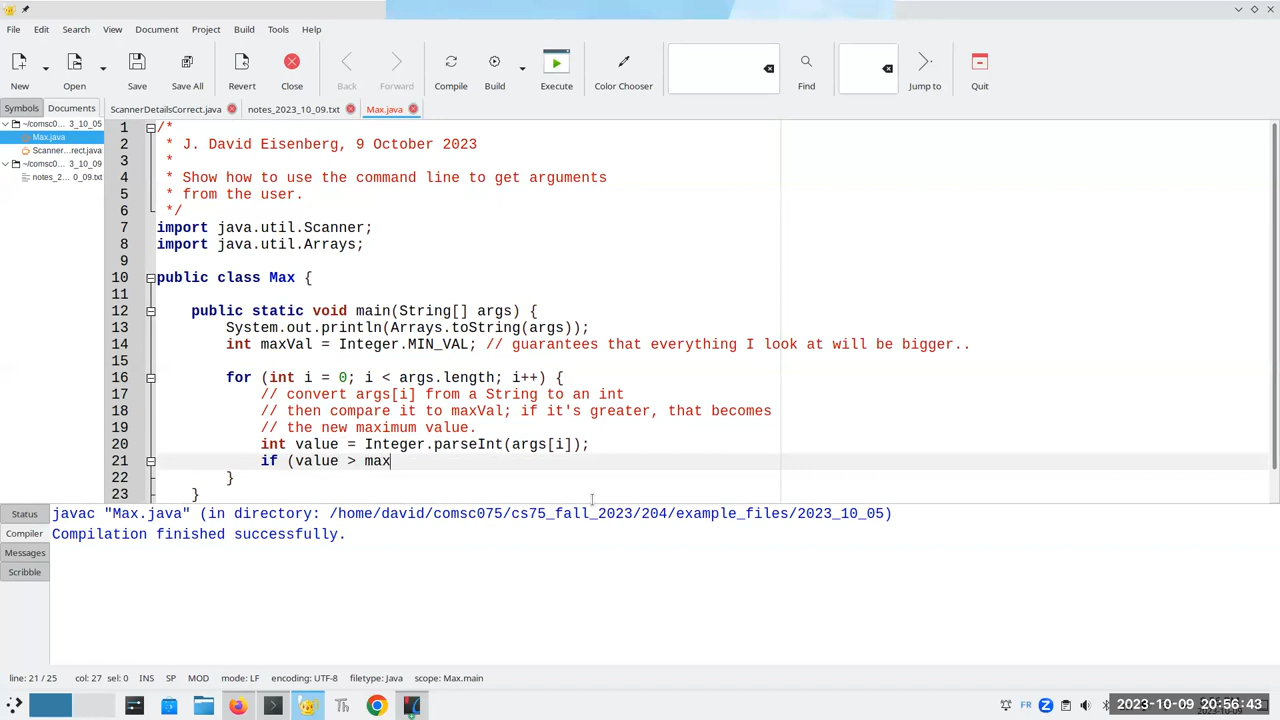 File Edit Search View Document Project Build Tools Help
New Open Save Save All Revert Close Back Forward Compile Build Execute Color Chooser Find Jump to Quit
Symbols Documents
ScannerDetailsCorrect.java notes_2023_10_09.txt Max.java
~/comsc0... 3_10_05
Max.java
Scanner...rect.java
~/comsc0... 3_10_09
notes_2... 0_09.txt
1 /*
2 * J. David Eisenberg, 9 October 2023
3 *
4 * Show how to use the command line to get arguments
5 * from the user.
6 */
7 import java.util.Scanner;
8 import java.util.Arrays;
9
10 public class Max {
11
12 public static void main(String[] args) {
13 System.out.println(Arrays.toString(args));
14 int maxVal = Integer.MIN_VAL; // guarantees that everything I look at will be bigger..
15
16 for (int i = 0; i < args.length; i++) {
17 // convert args[i] from a String to an int
18 // then compare it to maxVal; if it's greater, that becomes
19 // the new maximum value.
20 int value = Integer.parseInt(args[i]);
21 if (value > max
22 }
23 }
Status
Compiler
Messages
Scribble
javac "Max.java" (in directory: /home/david/comsc075/cs75_fall_2023/204/example_files/2023_10_05)
Compilation finished successfully.
line: 21 / 25 col: 27 sel: 0 INS SP MOD mode: LF encoding: UTF-8 filetype: Java scope: Max.main
FR
2023-10-09 20:56:43